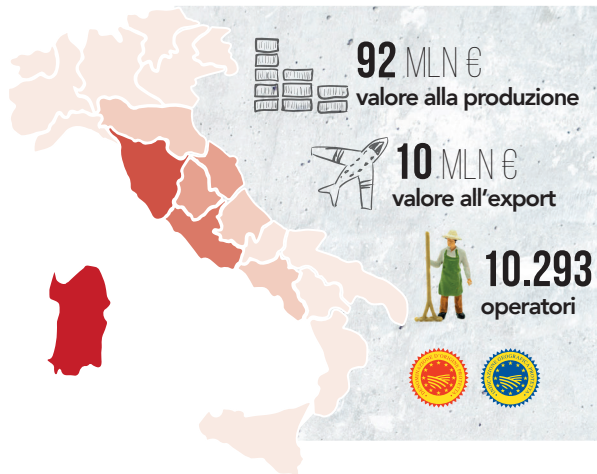 92 MLN €
valore alla produzione
10 MLN €
valore all'export
10.293
operatori